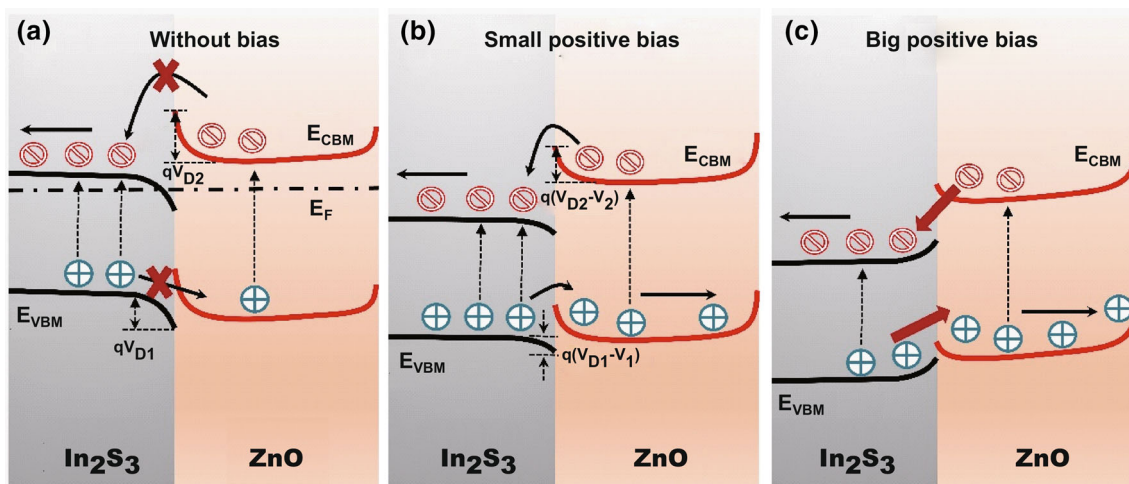 (a)
Without bias
E_CBM
qV_D2
E_F
E_VBM
qV_D1
In₂S₃
ZnO
(b)
Small positive bias
E_CBM
q(V_D2-V_2)
E_VBM
q(V_D1-V_1)
In₂S₃
ZnO
(c)
Big positive bias
E_CBM
E_VBM
In₂S₃
ZnO